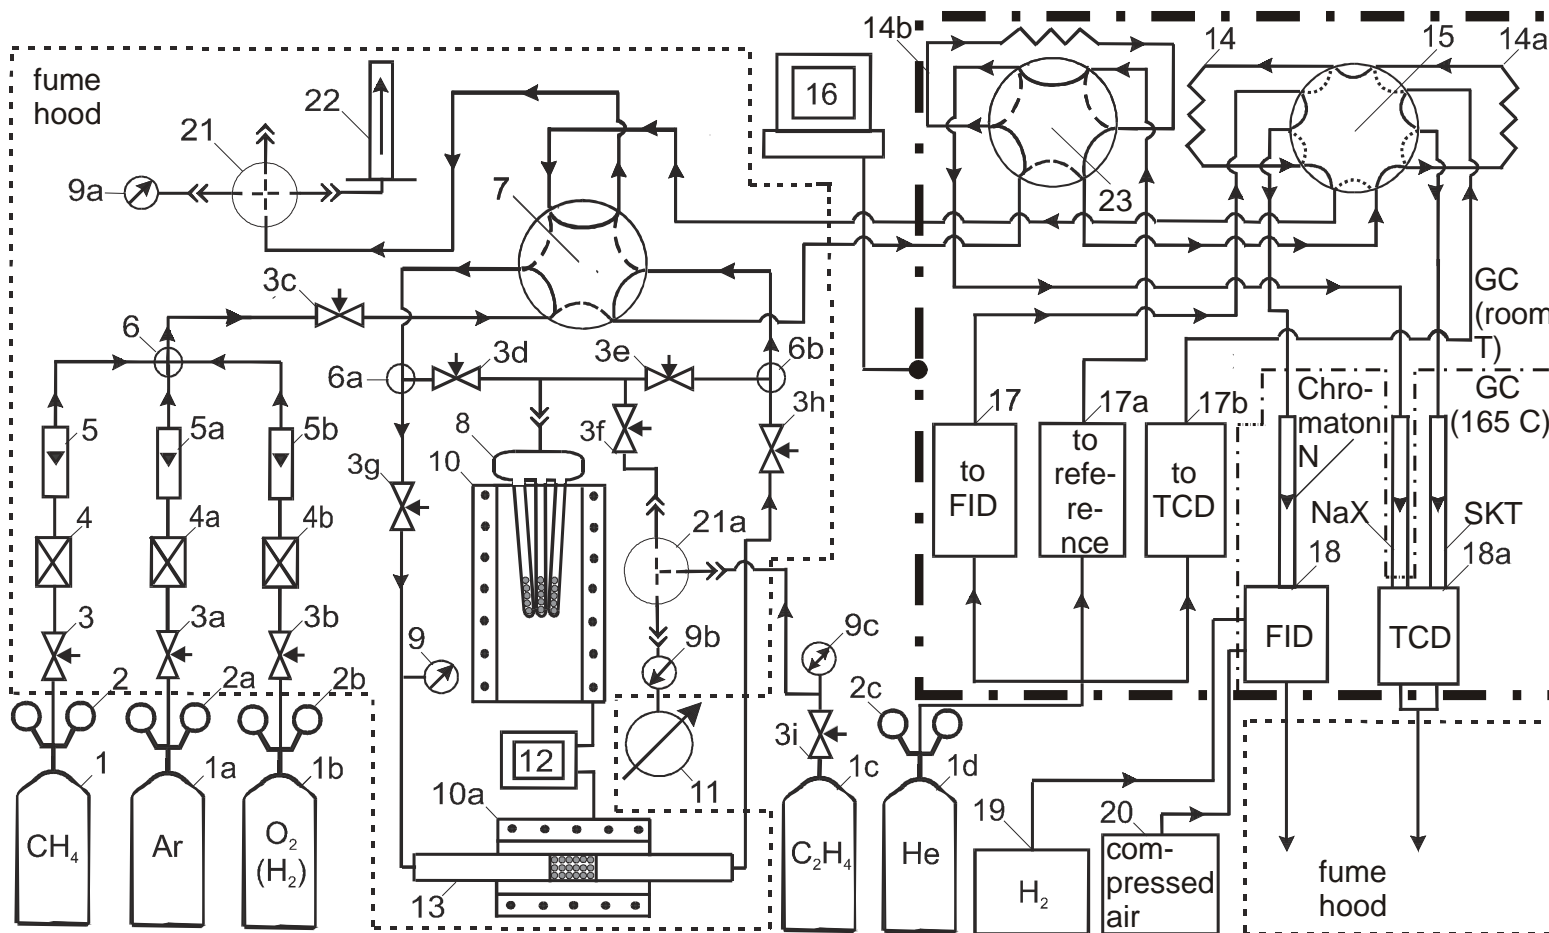 14b
14
15
14a
fume
hood
22
16
21
9a
7
23
3c
GC
(room
T)
6
3d
3e
6b
6a
Chro-
maton
N
GC
(165 C)
17
17a
17b
3h
5
5a
5b
8
3f
10
3g
to
FID
to
refe-
re-
nce
to
TCD
4
4a
4b
21a
NaX
SKT
18
18a
3
3a
3b
9
9b
9c
FID
TCD
2
2a
2b
2c
3i
12
1
1a
1b
11
1c
1d
10a
19
20
CH4
Ar
O2
(H2)
C2H4
He
H2
com-
pressed
air
fume
hood
13